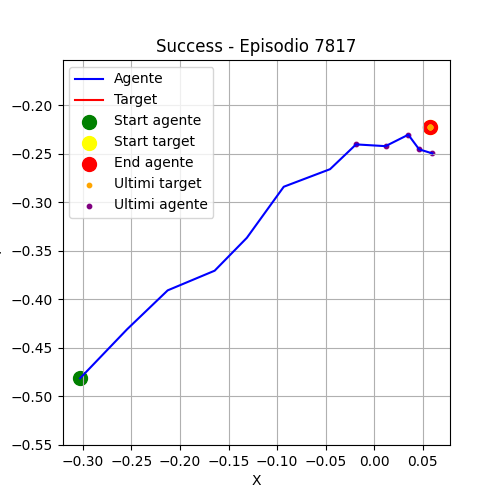 Success - Episodio 7817
Agente
Target
Start agente
Start target
End agente
Ultimi target
Ultimi agente
−0.20
−0.25
−0.30
−0.35
−0.40
−0.45
−0.50
−0.55
−0.30 −0.25 −0.20 −0.15 −0.10 −0.05 0.00 0.05
X